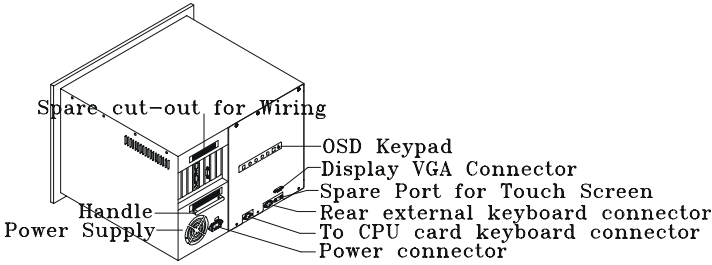 Spare cut-out for Wiring
OSD Keypad
Display VGA Connector
Spare Port for Touch Screen
Handle
Rear external keyboard connector
Power Supply
To CPU card keyboard connector
Power connector